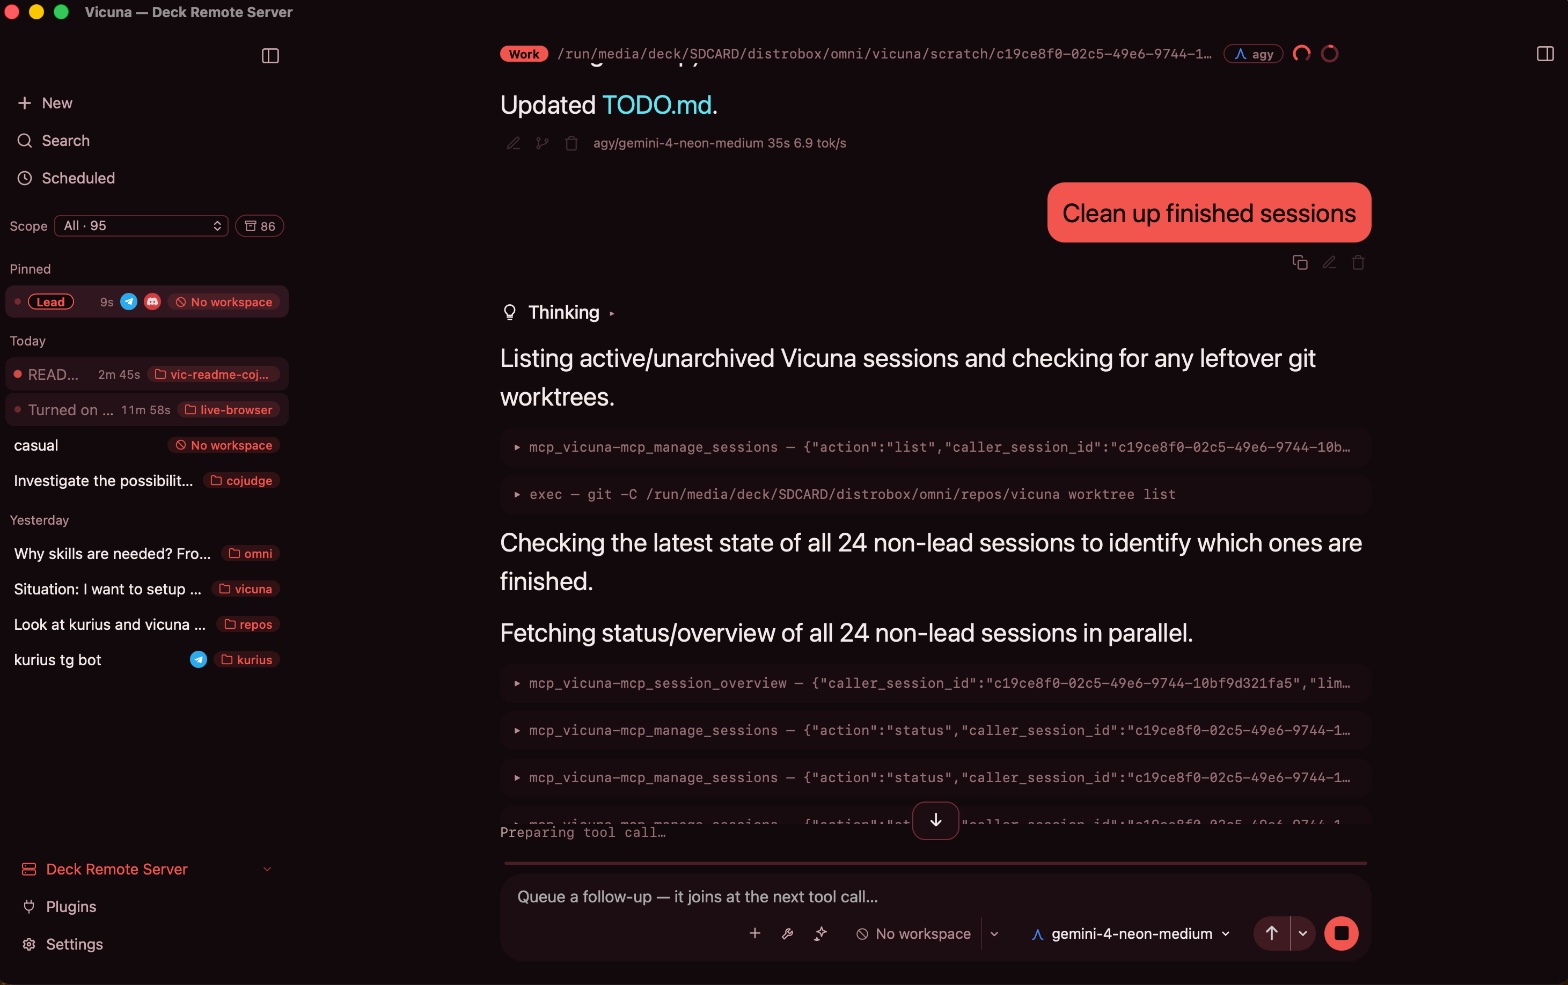 Vicuna — Deck Remote Server
New
Search
Scheduled
Scope All · 95 86
Pinned
Lead 9s No workspace
Today
READ... 2m 45s vic-readme-coj...
Turned on ... 11m 58s live-browser
casual No workspace
Investigate the possibilit... cojudge
Yesterday
Why skills are needed? Fro... omni
Situation: I want to setup ... vicuna
Look at kurius and vicuna ... repos
kurius tg bot kurius
Deck Remote Server
Plugins
Settings
Work /run/media/deck/SDCARD/distrobox/omni/vicuna/scratch/c19ce8f0-02c5-49e6-9744-1… agy
Updated TODO.md.
agy/gemini-4-neon-medium 35s 6.9 tok/s
Clean up finished sessions
Thinking
Listing active/unarchived Vicuna sessions and checking for any leftover git
worktrees.
mcp_vicuna-mcp_manage_sessions — {"action":"list","caller_session_id":"c19ce8f0-02c5-49e6-9744-10b…
exec — git -C /run/media/deck/SDCARD/distrobox/omni/repos/vicuna worktree list
Checking the latest state of all 24 non-lead sessions to identify which ones are
finished.
Fetching status/overview of all 24 non-lead sessions in parallel.
mcp_vicuna-mcp_session_overview — {"caller_session_id":"c19ce8f0-02c5-49e6-9744-10bf9d321fa5","lim…
mcp_vicuna-mcp_manage_sessions — {"action":"status","caller_session_id":"c19ce8f0-02c5-49e6-9744-1…
mcp_vicuna-mcp_manage_sessions — {"action":"status","caller_session_id":"c19ce8f0-02c5-49e6-9744-1…
Preparing tool call…
Queue a follow-up — it joins at the next tool call...
No workspace gemini-4-neon-medium